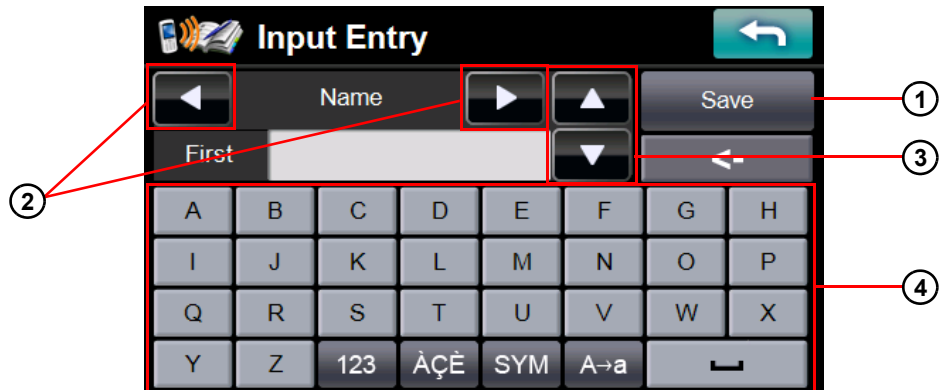 Input Entry
Name Save 1
First <- 3
2
A B C D E F G H
I J K L M N O P
4
Q R S T U V W X
Y Z 123 ÀÇÈ SYM A→a